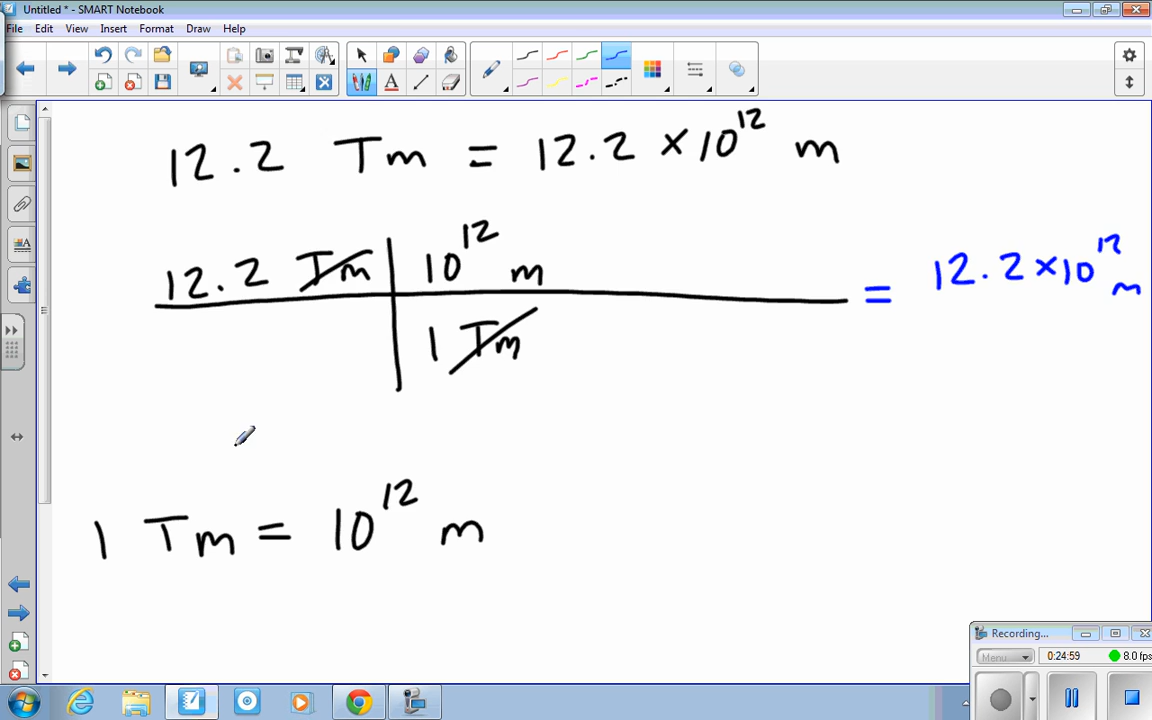 Untitled * - SMART Notebook
File Edit View Insert Format Draw Help
12.2 Tm = 12.2 × 10¹² m
12.2 Tm | 10¹² m = 12.2 × 10¹² m
1 Tm
1 Tm = 10¹² m
Recording...
Menu 0:24:59 8.0 fps